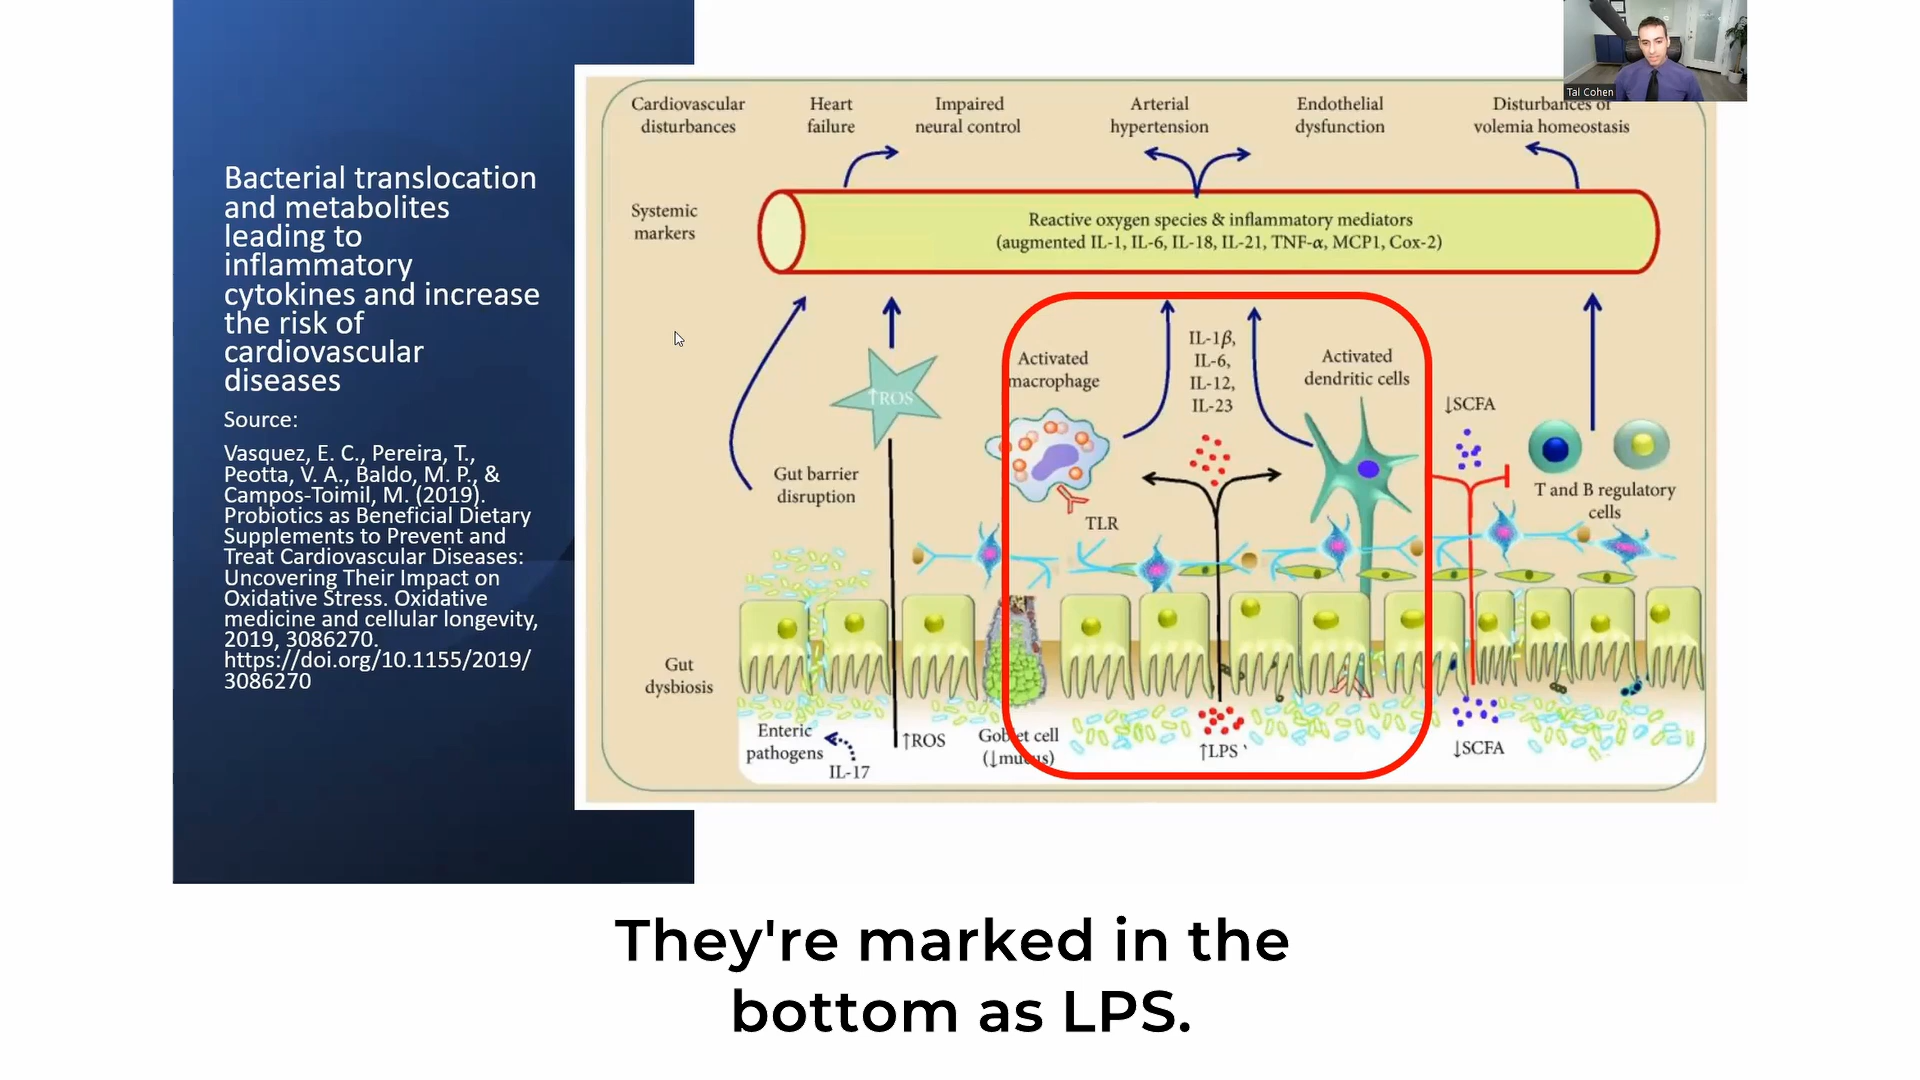 Bacterial translocation
and metabolites
leading to
inflammatory
cytokines and increase
the risk of
cardiovascular
diseases
Source:
Vasquez, E. C., Pereira, T.,
Peotta, V. A., Baldo, M. P., &
Campos-Toimil, M. (2019).
Probiotics as Beneficial Dietary
Supplements to Prevent and
Treat Cardiovascular Diseases:
Uncovering Their Impact on
Oxidative Stress. Oxidative
medicine and cellular longevity,
2019, 3086270.
https://doi.org/10.1155/2019/
3086270
Tal Cohen
Cardiovascular
disturbances
Heart
failure
Impaired
neural control
Arterial
hypertension
Endothelial
dysfunction
Disturbances of
volemia homeostasis
Systemic
markers
Reactive oxygen species & inflammatory mediators
(augmented IL-1, IL-6, IL-18, IL-21, TNF-α, MCP1, Cox-2)
↑ROS
Gut barrier
disruption
Activated
macrophage
TLR
IL-1β,
IL-6,
IL-12,
IL-23
Activated
dendritic cells
↓SCFA
T and B regulatory
cells
Gut
dysbiosis
Enteric
pathogens
IL-17
↑ROS
Goblet cell
(↓mucus)
↑LPS
↓SCFA
They're marked in the
bottom as LPS.